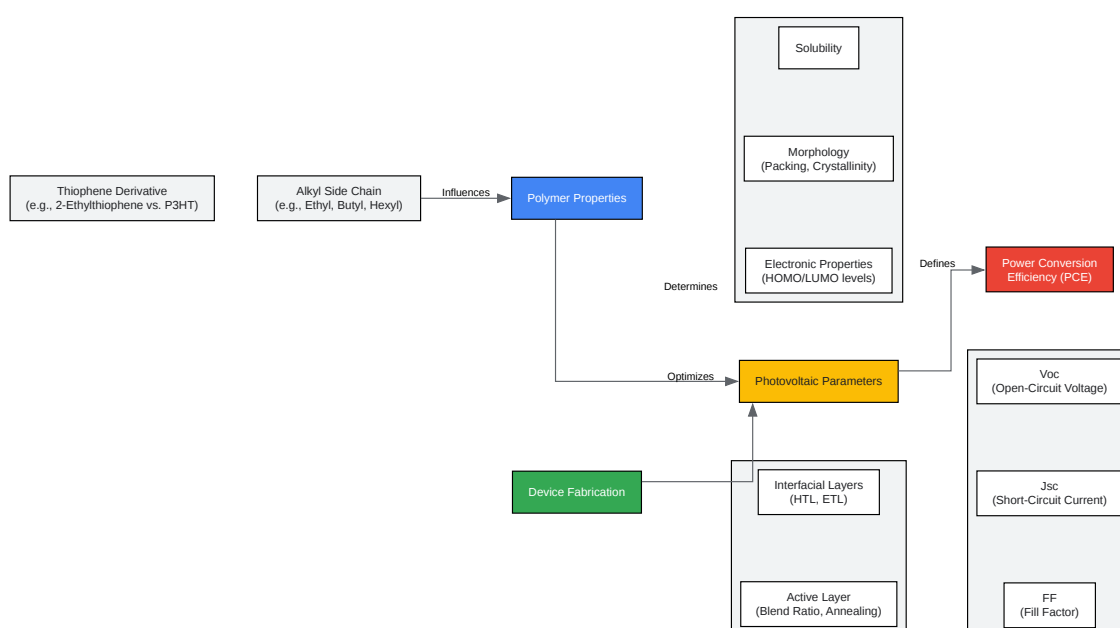 Solubility
Morphology
(Packing, Crystallinity)
Thiophene Derivative
(e.g., 2-Ethylthiophene vs. P3HT)
Alkyl Side Chain
(e.g., Ethyl, Butyl, Hexyl)
Influences
Polymer Properties
Electronic Properties
(HOMO/LUMO levels)
Determines
Defines
Power Conversion
Efficiency (PCE)
Optimizes
Photovoltaic Parameters
Voc
(Open-Circuit Voltage)
Device Fabrication
Interfacial Layers
(HTL, ETL)
Jsc
(Short-Circuit Current)
Active Layer
(Blend Ratio, Annealing)
FF
(Fill Factor)